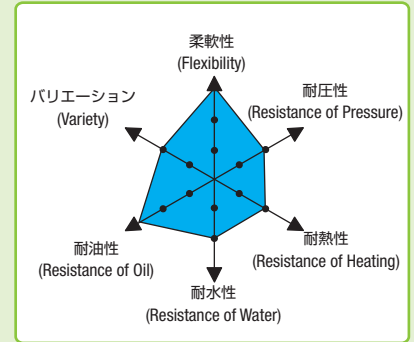 柔軟性
(Flexibility)
バリエーション
(Variety)
耐圧性
(Resistance of Pressure)
耐油性
(Resistance of Oil)
耐熱性
(Resistance of Heating)
耐水性
(Resistance of Water)